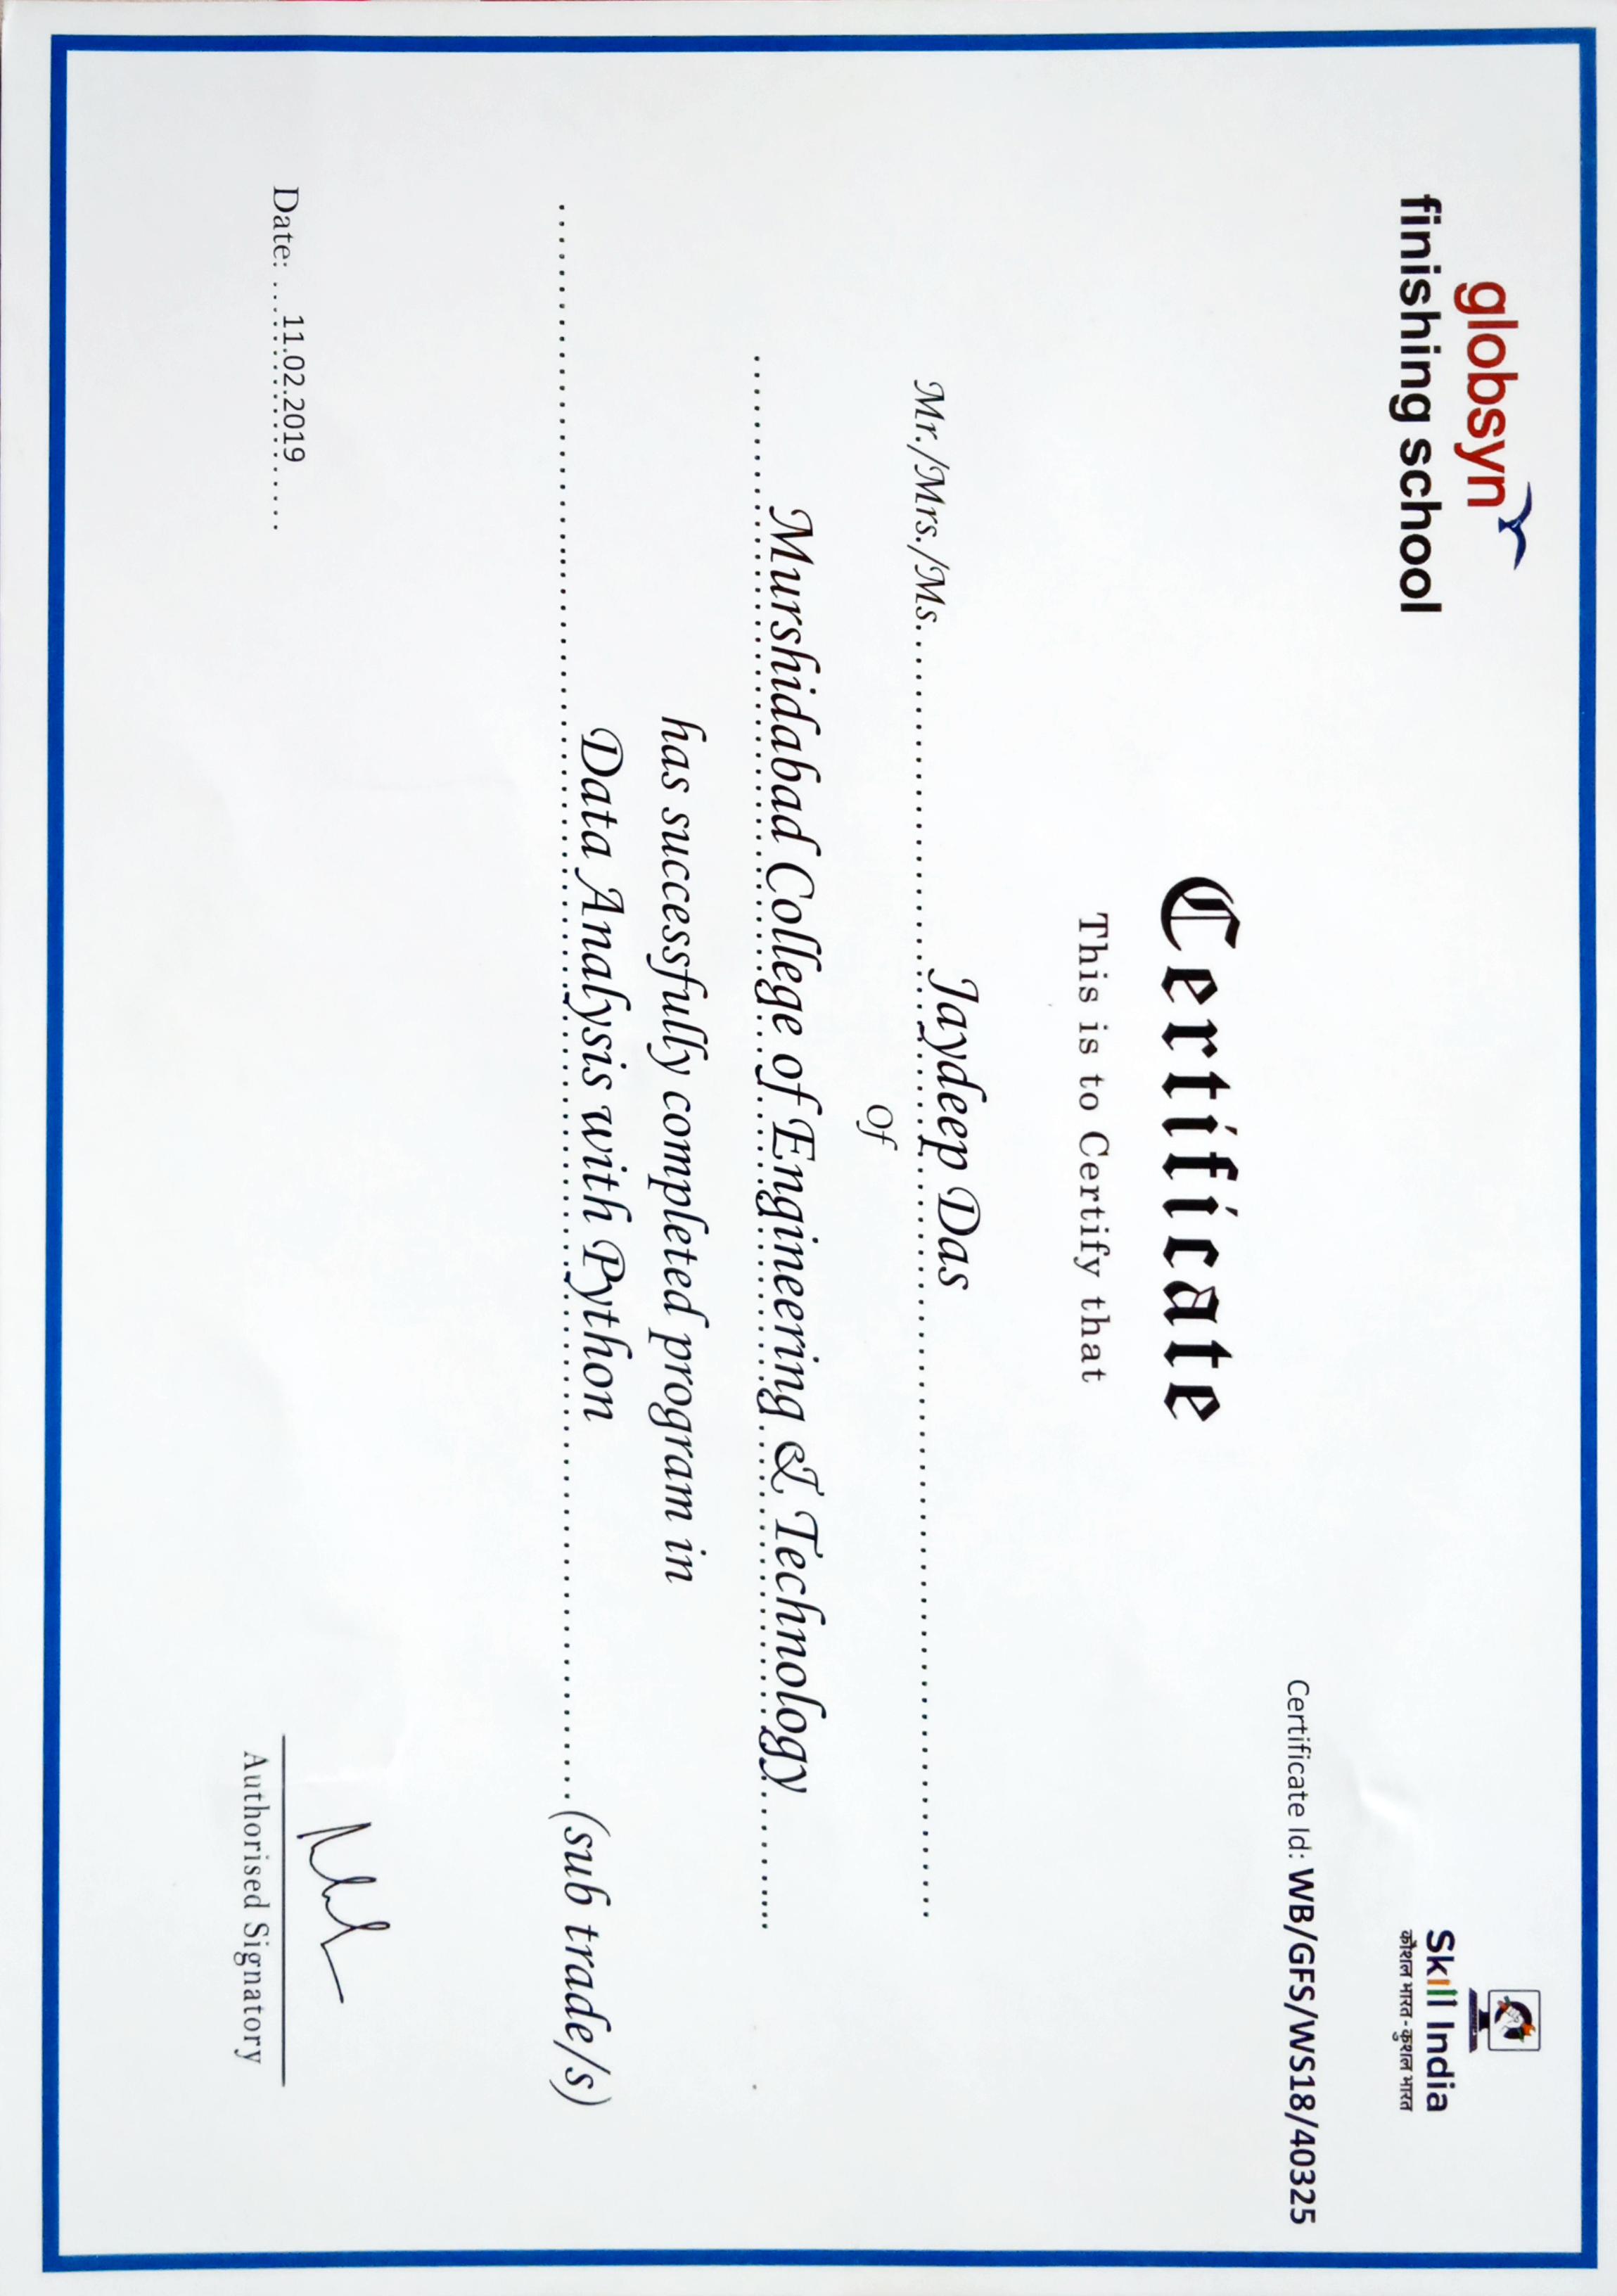 globsyn
finishing school
Skill India
कौशल भारत - कुशल भारत
Certificate Id: WB/GFS/WS18/40325
Certificate
This is to Certify that
Mr./Mrs./Ms..........Jaydeep Das..........
Of
Murshidabad College of Engineering & Technology
has successfully completed program in
Data Analysis with Python (sub trade/s)
Date: 11.02.2019
Authorised Signatory